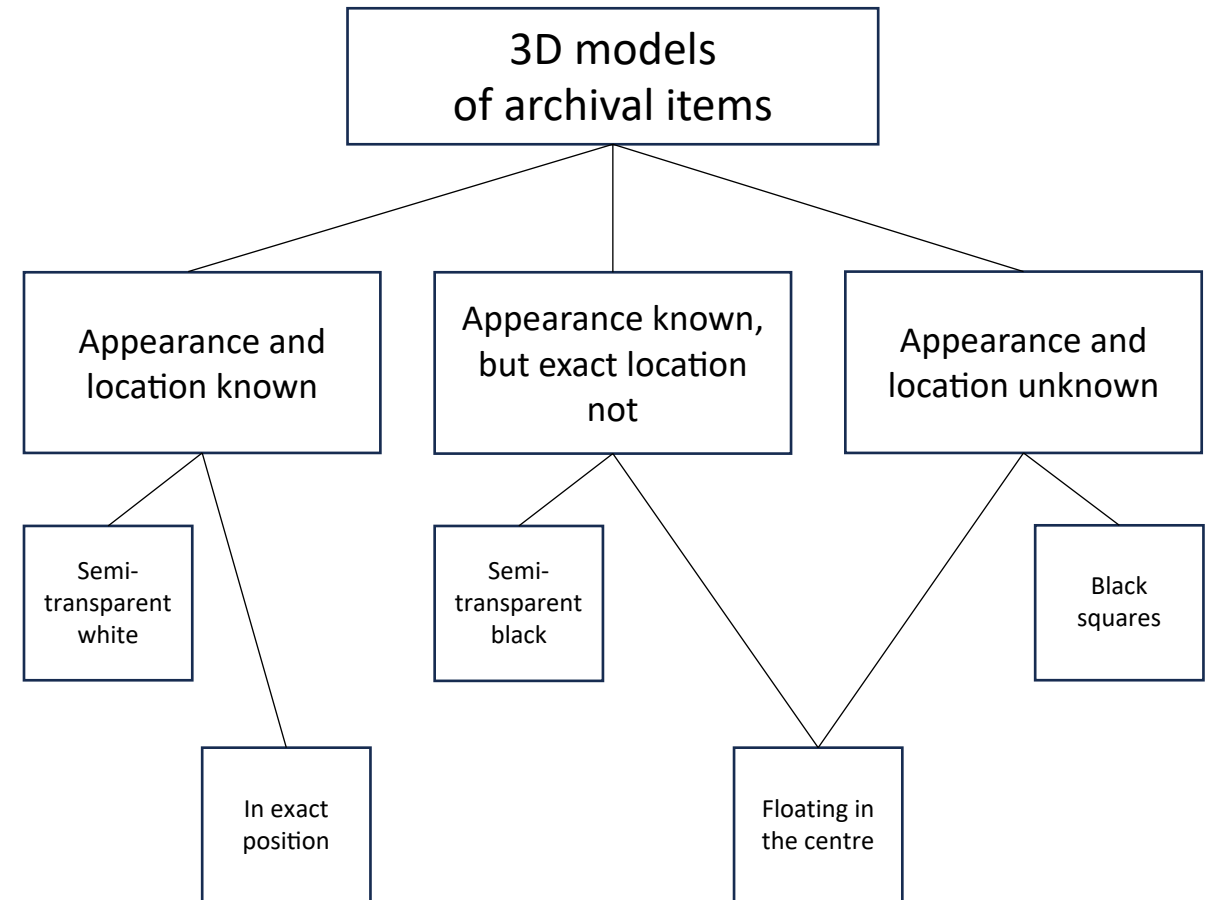 3D models
of archival items
Appearance and
location known
Appearance known,
but exact location
not
Appearance and
location unknown
Semi-
transparent
white
Semi-
transparent
black
Black
squares
In exact
position
Floating in
the centre